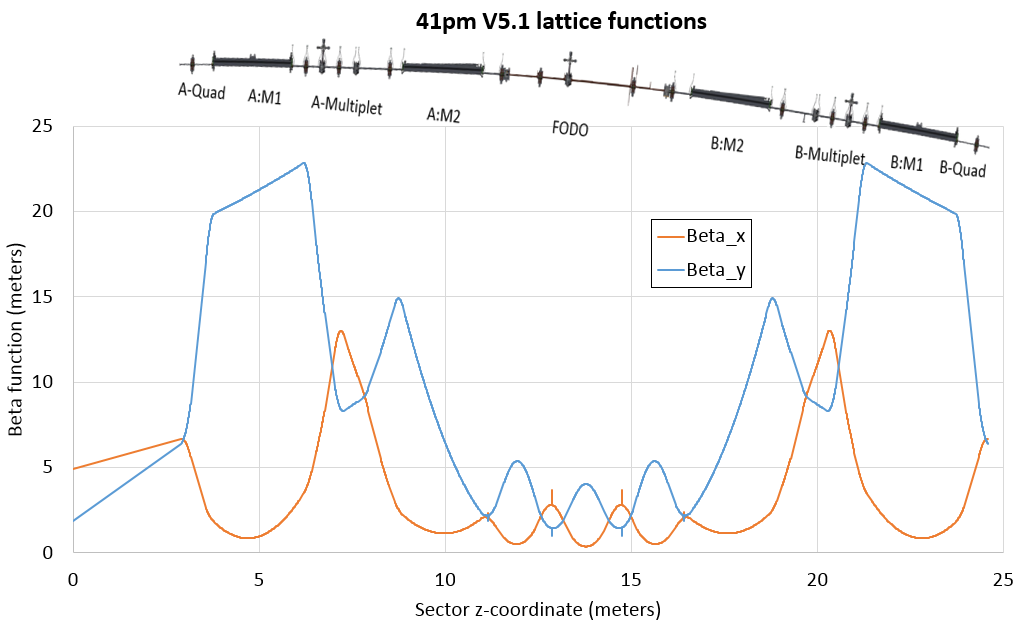 41pm V5.1 lattice functions
A-Quad
A:M1
A-Multiplet
A:M2
FODO
B:M2
B-Multiplet
B:M1
B-Quad
25
20
15
10
5
0
Beta function (meters)
Beta_x
Beta_y
0 5 10 15 20 25
Sector z-coordinate (meters)